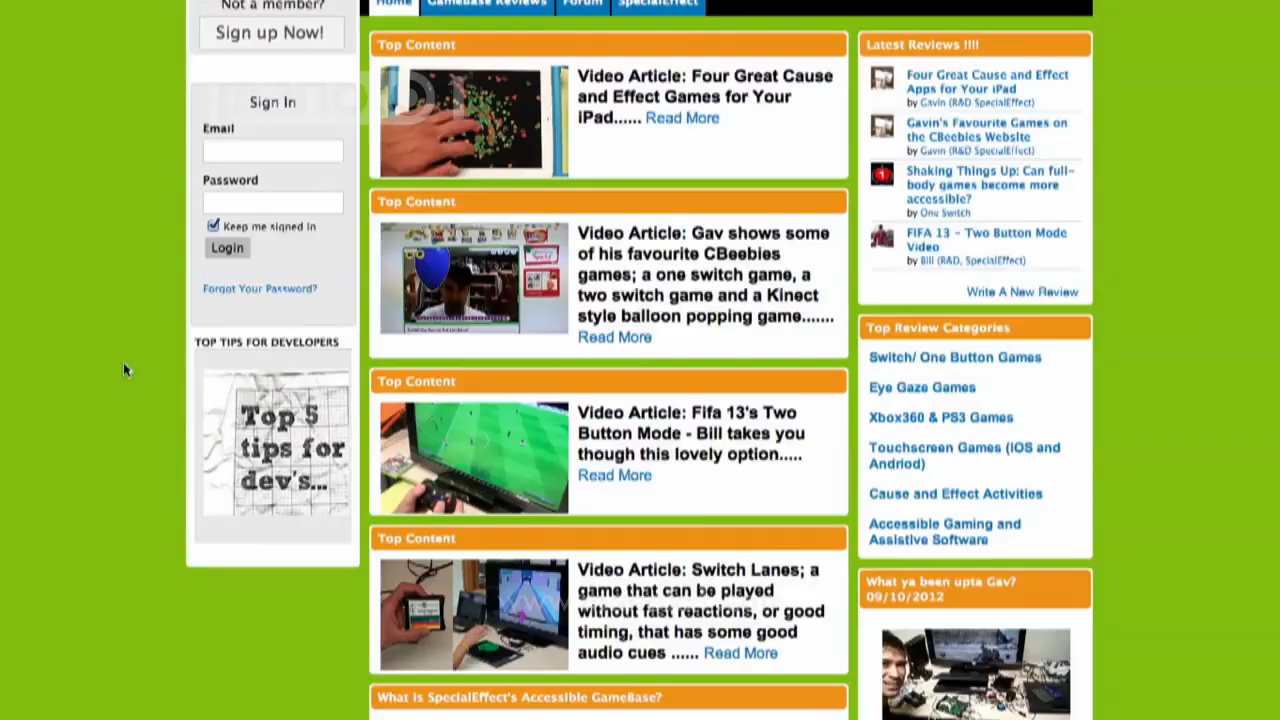 Not a member?
Sign up Now!
Sign In
Email
Password
Keep me signed in
Login
Forgot Your Password?
TOP TIPS FOR DEVELOPERS
Top 5
tips for
dev's...
Home
GameBase Reviews
Forum
SpecialEffect
Top Content
Video Article: Four Great Cause
and Effect Games for Your
iPad...... Read More
Top Content
Video Article: Gav shows some
of his favourite CBeebies
games; a one switch game, a
two switch game and a Kinect
style balloon popping game.......
Read More
Top Content
Video Article: Fifa 13's Two
Button Mode - Bill takes you
though this lovely option.....
Read More
Top Content
Video Article: Switch Lanes; a
game that can be played
without fast reactions, or good
timing, that has some good
audio cues ...... Read More
What is SpecialEffect's Accessible GameBase?
Latest Reviews !!!!
Four Great Cause and Effect
Apps for Your iPad
by Gavin (R&D SpecialEffect)
Gavin's Favourite Games on
the CBeebies Website
by Gavin (R&D SpecialEffect)
Shaking Things Up: Can full-
body games become more
accessible?
by One Switch
FIFA 13 - Two Button Mode
Video
by Bill (R&D, SpecialEffect)
Write A New Review
Top Review Categories
Switch/ One Button Games
Eye Gaze Games
Xbox360 & PS3 Games
Touchscreen Games (IOS and
Andriod)
Cause and Effect Activities
Accessible Gaming and
Assistive Software
What ya been upta Gav?
09/10/2012